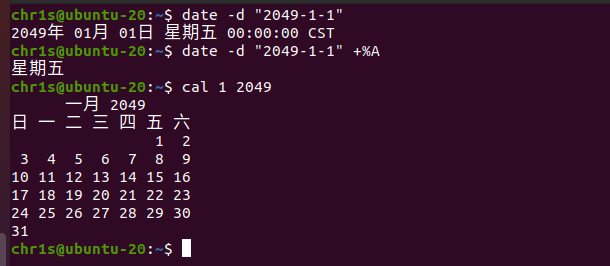 chr1s@ubuntu-20:~$ date -d "2049-1-1"
2049年 01月 01日 星期五 00:00:00 CST
chr1s@ubuntu-20:~$ date -d "2049-1-1" +%A
星期五
chr1s@ubuntu-20:~$ cal 1 2049
      一月 2049
日 一 二 三 四 五 六
                1  2
 3  4  5  6  7  8  9
10 11 12 13 14 15 16
17 18 19 20 21 22 23
24 25 26 27 28 29 30
31
chr1s@ubuntu-20:~$